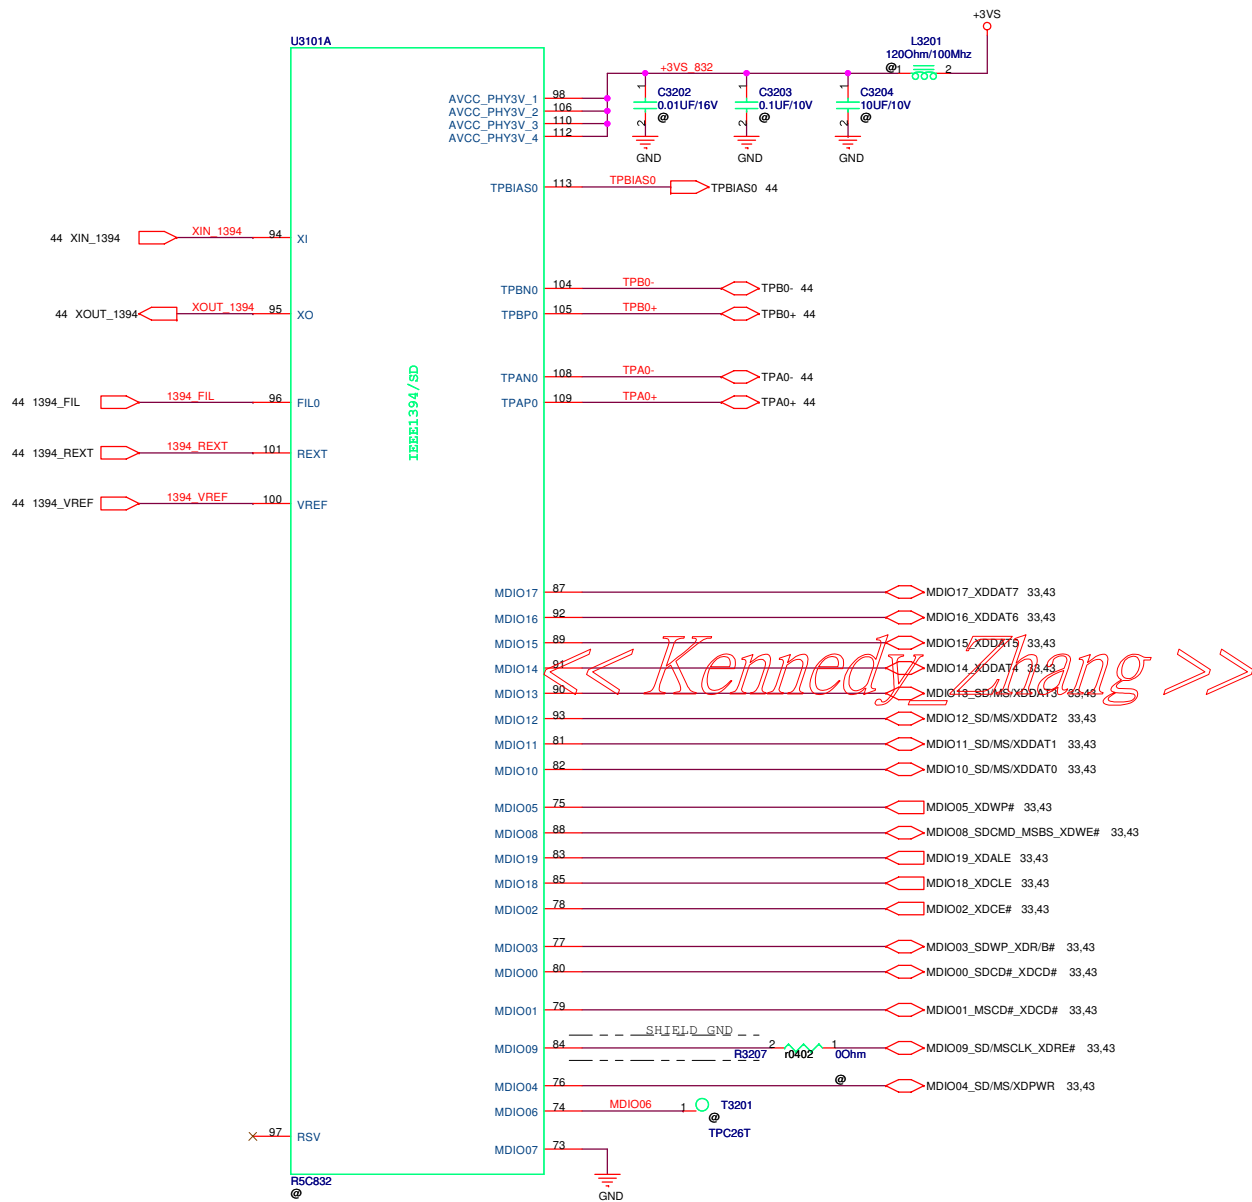 +3VS
U3101A
L3201
120Ohm/100Mhz
@ 1 2
+3VS_832
AVCC_PHY3V_1 98
AVCC_PHY3V_2 106
AVCC_PHY3V_3 110
AVCC_PHY3V_4 112
1 C3202 0.01UF/16V @ 2 GND
1 C3203 0.1UF/10V @ 2 GND
1 C3204 10UF/10V @ 2 GND
TPBIAS0 113 TPBIAS0 TPBIAS0 44
44 XIN_1394 XIN_1394 94 XI
TPBN0 104 TPB0- TPB0- 44
44 XOUT_1394 XOUT_1394 95 XO
TPBP0 105 TPB0+ TPB0+ 44
IEEE1394/SD
TPAN0 108 TPA0- TPA0- 44
44 1394_FIL 1394_FIL 96 FIL0
TPAP0 109 TPA0+ TPA0+ 44
44 1394_REXT 1394_REXT 101 REXT
44 1394_VREF 1394_VREF 100 VREF
MDIO17 87 MDIO17_XDDAT7 33,43
MDIO16 92 MDIO16_XDDAT6 33,43
MDIO15 89 MDIO15_XDDAT5 33,43
MDIO14 91 MDIO14_XDDAT4 33,43
<< Kennedy_Zhang >>
MDIO13 90 MDIO13_SD/MS/XDDAT3 33,43
MDIO12 93 MDIO12_SD/MS/XDDAT2 33,43
MDIO11 81 MDIO11_SD/MS/XDDAT1 33,43
MDIO10 82 MDIO10_SD/MS/XDDAT0 33,43
MDIO05 75 MDIO05_XDWP# 33,43
MDIO08 88 MDIO08_SDCMD_MSBS_XDWE# 33,43
MDIO19 83 MDIO19_XDALE 33,43
MDIO18 85 MDIO18_XDCLE 33,43
MDIO02 78 MDIO02_XDCE# 33,43
MDIO03 77 MDIO03_SDWP_XDR/B# 33,43
MDIO00 80 MDIO00_SDCD#_XDCD# 33,43
MDIO01 79 MDIO01_MSCD#_XDCD# 33,43
SHIELD GND
MDIO09 84 2 1 MDIO09_SD/MSCLK_XDRE# 33,43
R3207 r0402 0Ohm
@
MDIO04 76 MDIO04_SD/MS/XDPWR 33,43
MDIO06 74 MDIO06 1 T3201
@
TPC26T
97 RSV
MDIO07 73
GND
R5C832
@